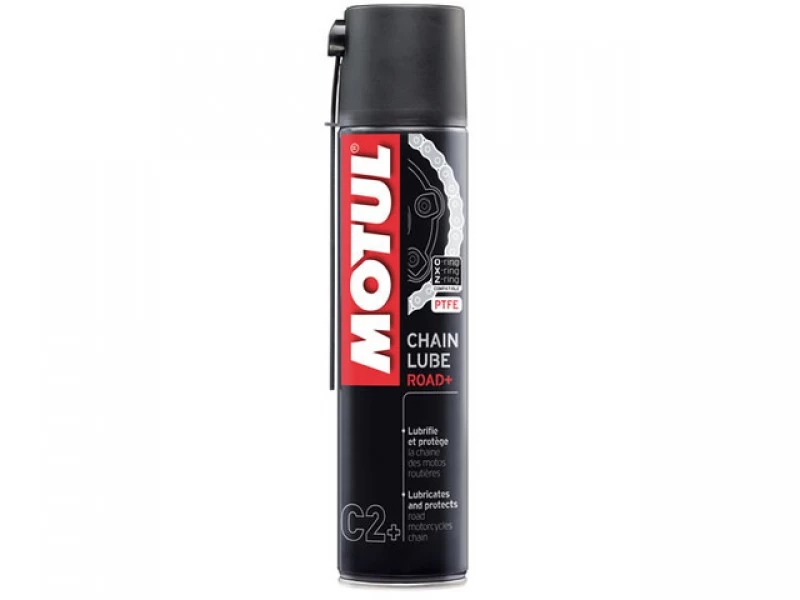 MOTUL®
O-ring
X-ring
Z-ring
COMPATIBLE
PTFE
CHAIN
LUBE
ROAD+
Lubrifie
et protège
la chaîne
des motos
routières
Lubricates
and protects
road
motorcycles
chain
C2+